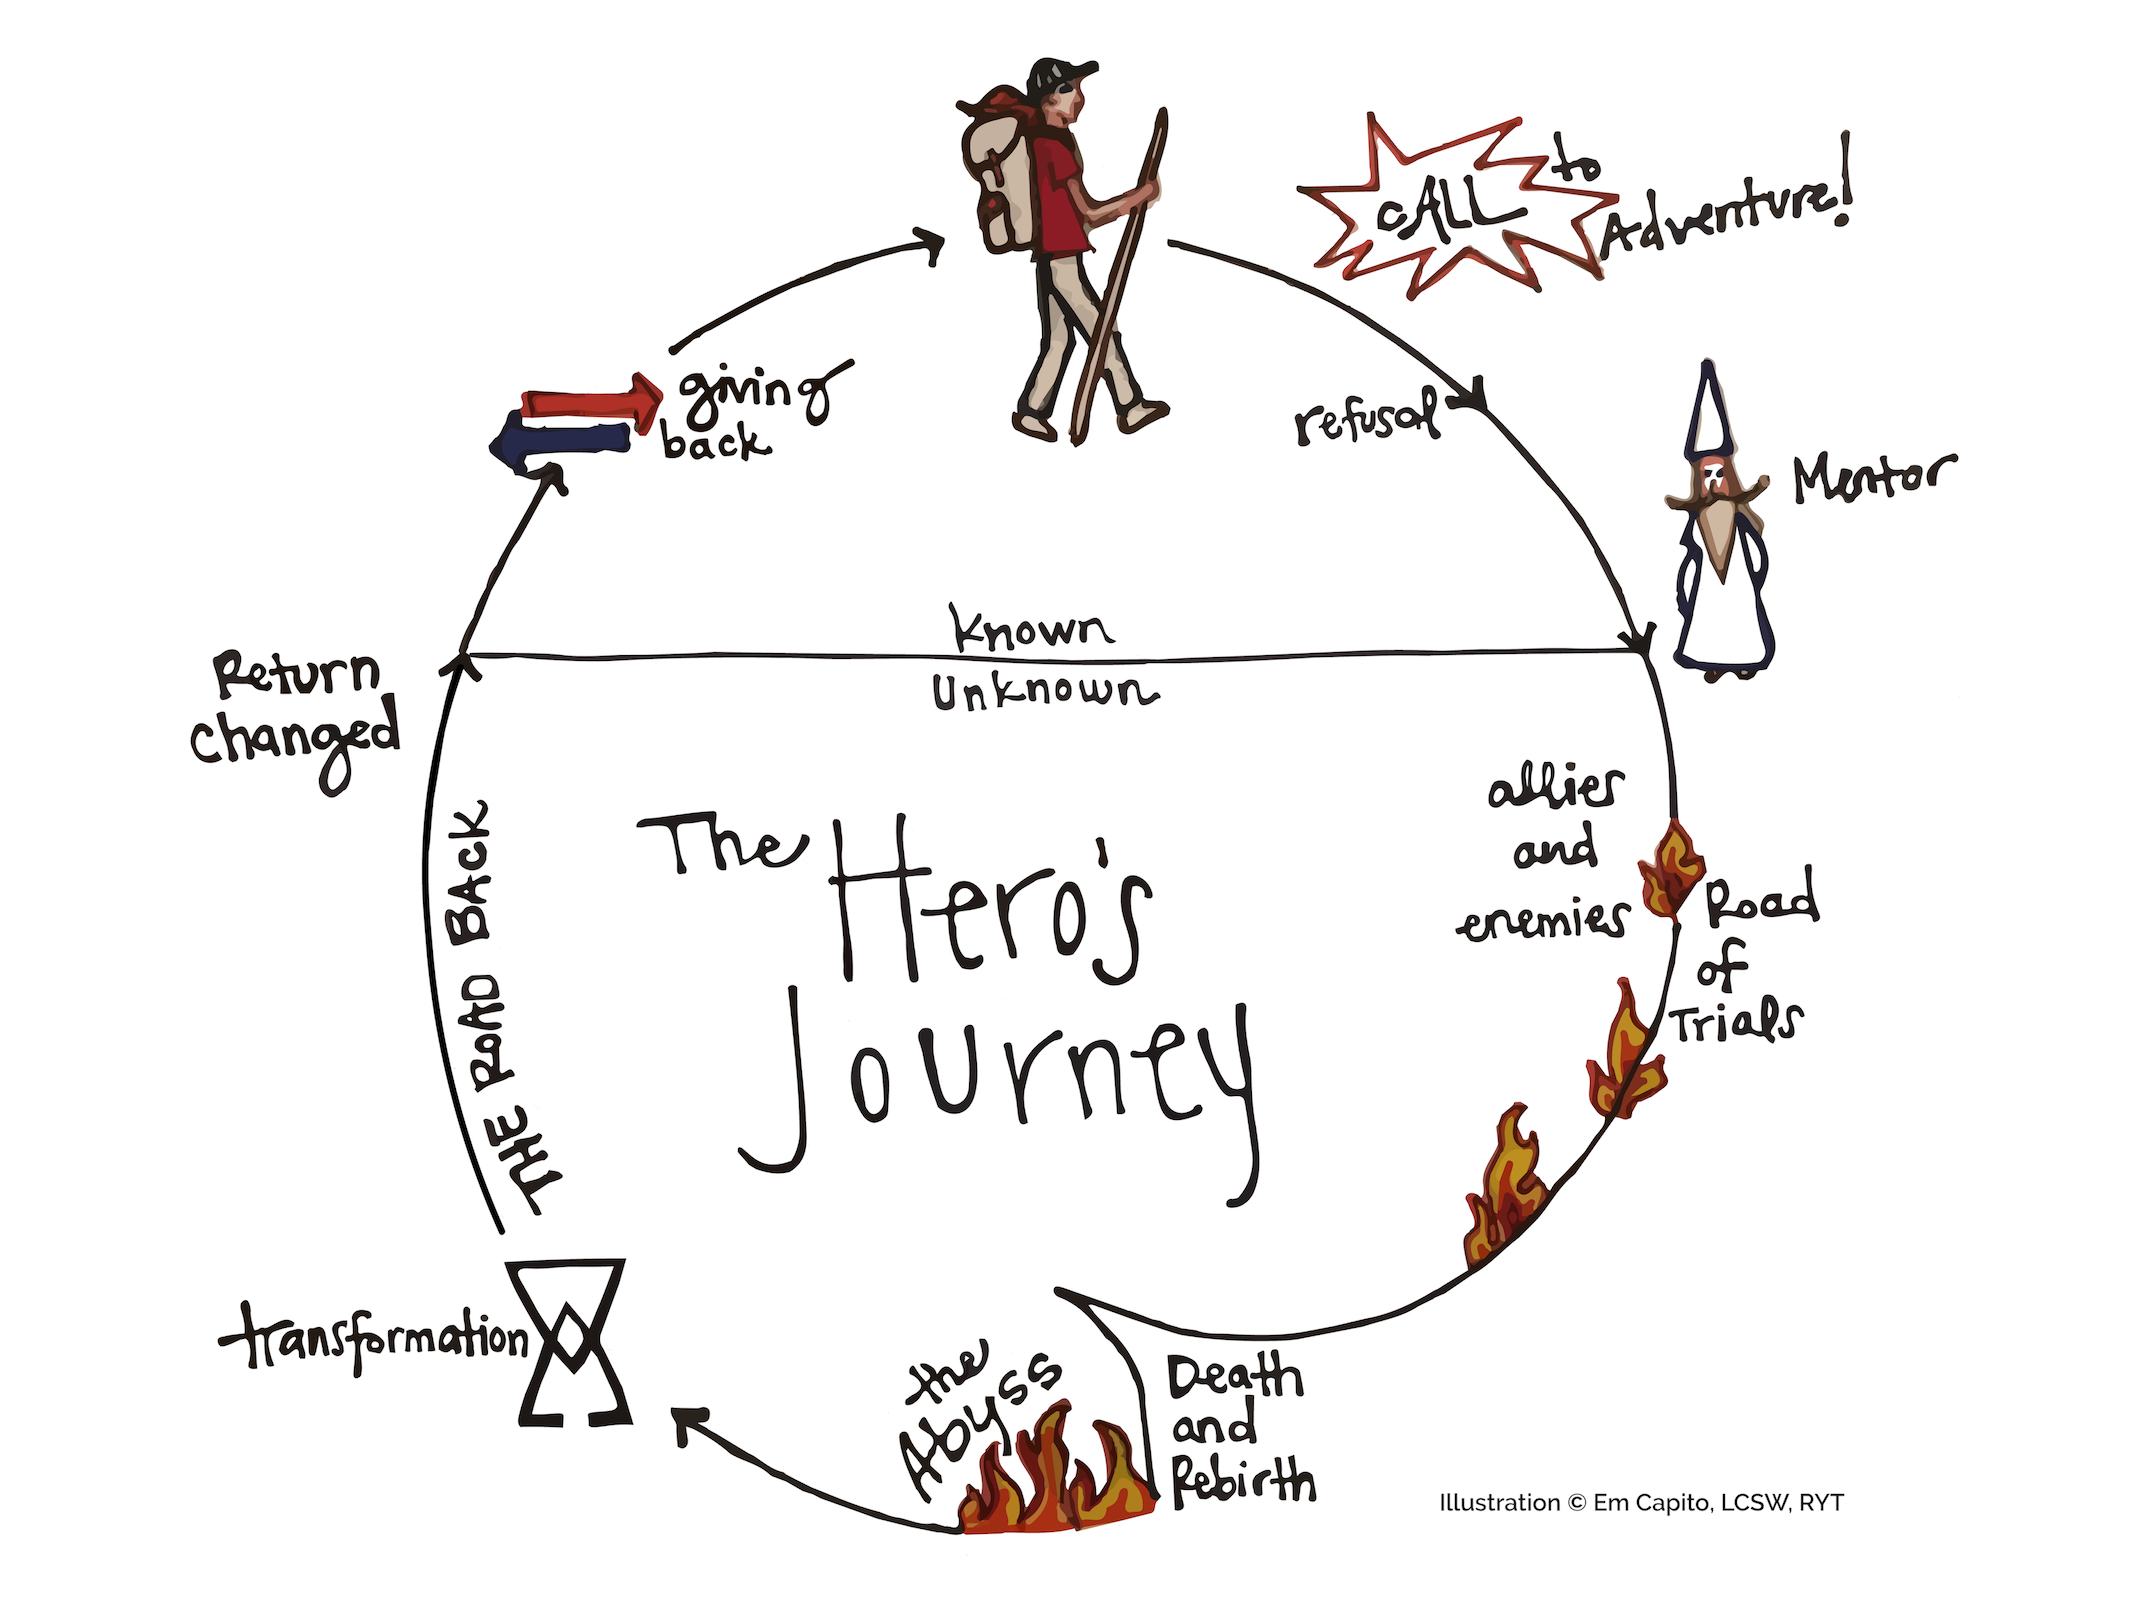 cALL
to
Adventure!
giving
back
refusal
Mentor
Known
Unknown
Return
changed
allies
and
enemies
Road
of
Trials
The
Hero's
Journey
THE ROAD BACK
transformation
the
Abyss
Death
and
Rebirth
Illustration © Em Capito, LCSW, RYT